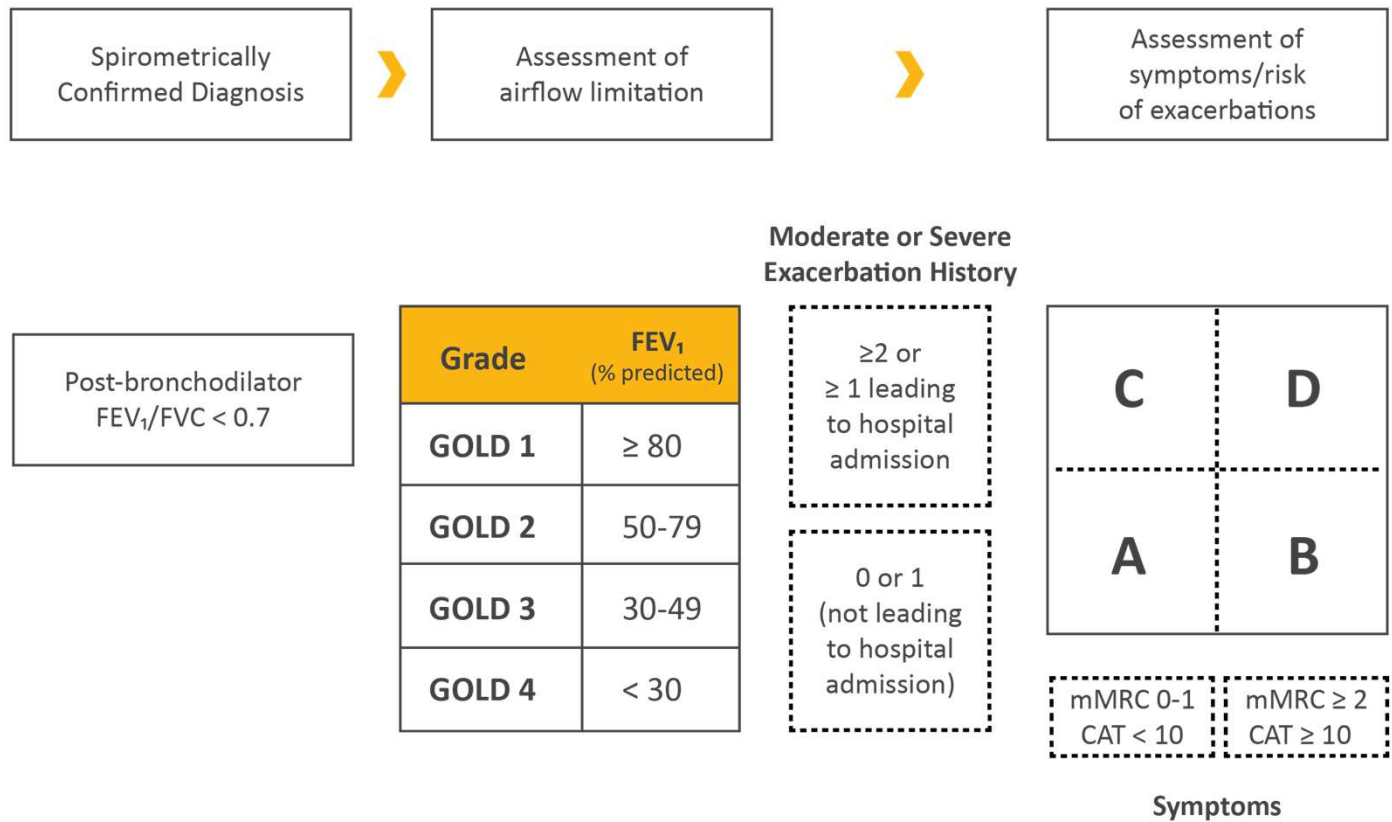 Spirometrically
Confirmed Diagnosis
Assessment of
airflow limitation
Assessment of
symptoms/risk
of exacerbations
Post-bronchodilator
FEV₁/FVC < 0.7
Grade
FEV₁
(% predicted)
GOLD 1
≥ 80
GOLD 2
50-79
GOLD 3
30-49
GOLD 4
< 30
Moderate or Severe
Exacerbation History
≥2 or
≥ 1 leading
to hospital
admission
0 or 1
(not leading
to hospital
admission)
C
D
A
B
mMRC 0-1
CAT < 10
mMRC ≥ 2
CAT ≥ 10
Symptoms